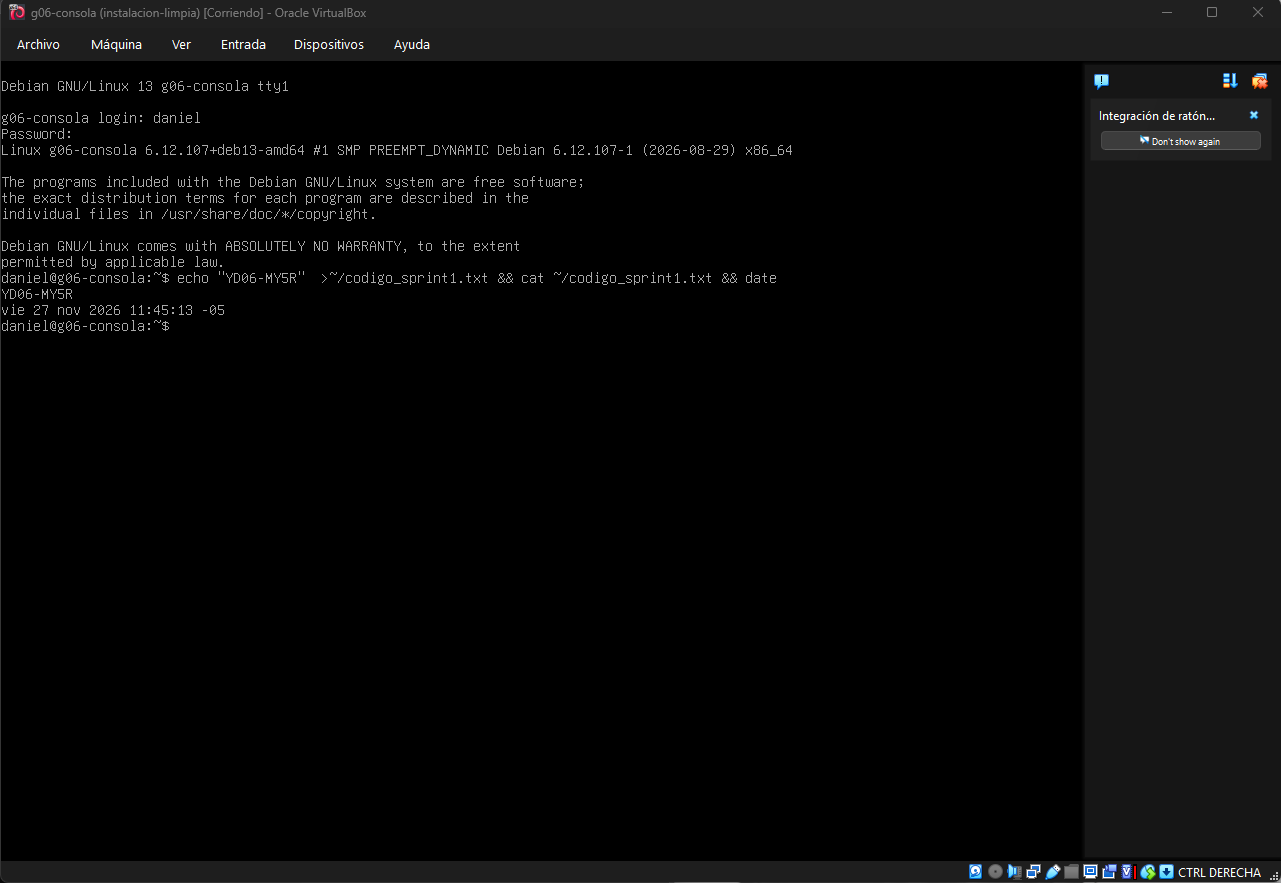 g06-consola (instalacion-limpia) [Corriendo] - Oracle VirtualBox
Archivo Máquina Ver Entrada Dispositivos Ayuda
Debian GNU/Linux 13 g06-consola tty1
g06-consola login: daniel
Password:
Linux g06-consola 6.12.107+deb13-amd64 #1 SMP PREEMPT_DYNAMIC Debian 6.12.107-1 (2026-08-29) x86_64
The programs included with the Debian GNU/Linux system are free software;
the exact distribution terms for each program are described in the
individual files in /usr/share/doc/*/copyright.
Debian GNU/Linux comes with ABSOLUTELY NO WARRANTY, to the extent
permitted by applicable law.
daniel@g06-consola:~$ echo "YD06-MY5R"  >~/codigo_sprint1.txt && cat ~/codigo_sprint1.txt && date
YD06-MY5R
vie 27 nov 2026 11:45:13 -05
daniel@g06-consola:~$
Integración de ratón...
Don't show again
CTRL DERECHA